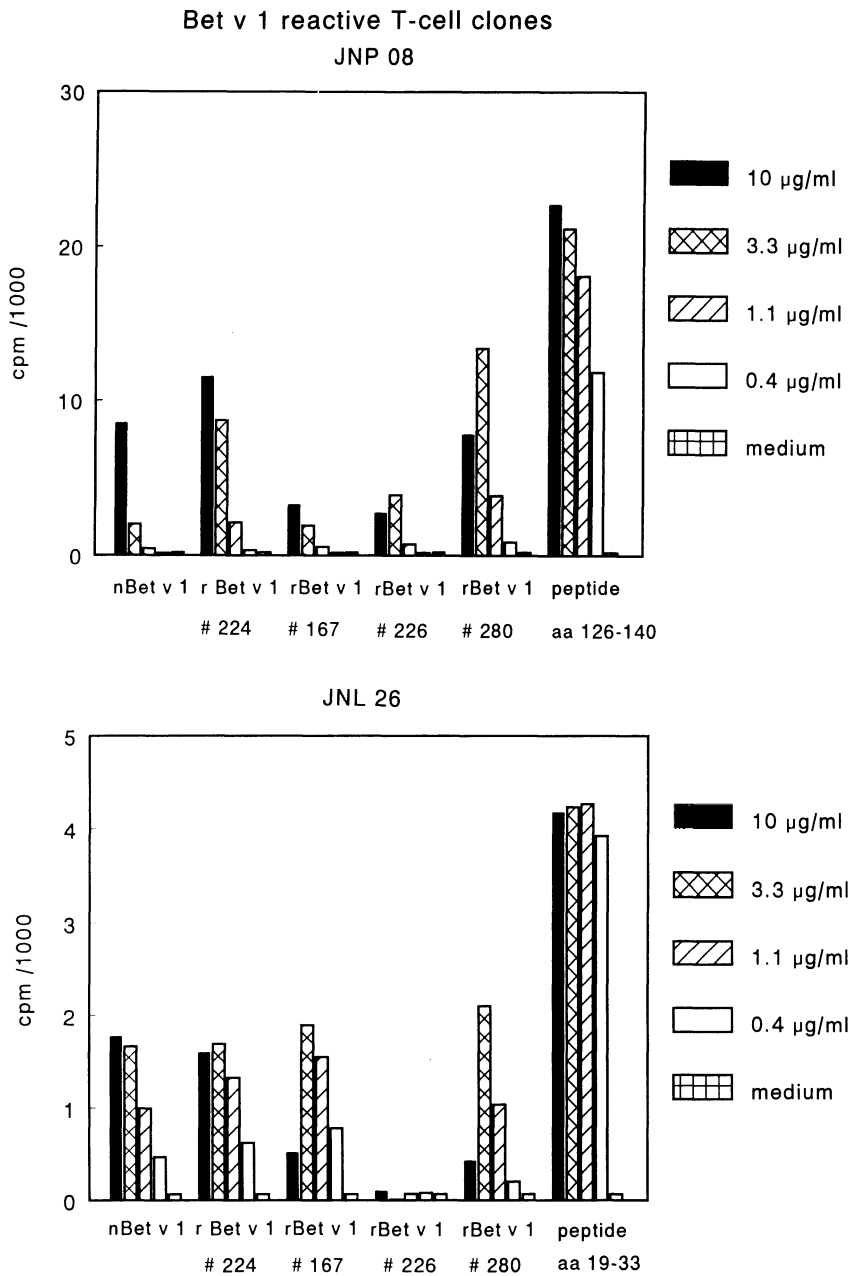 Bet v 1 reactive T-cell clones
JNP 08
30
20
10
0
cpm /1000
nBet v 1 r Bet v 1 rBet v 1 rBet v 1 rBet v 1 peptide
# 224 # 167 # 226 # 280 aa 126-140
10 µg/ml
3.3 µg/ml
1.1 µg/ml
0.4 µg/ml
medium
JNL 26
5
4
3
2
1
0
cpm /1000
nBet v 1 r Bet v 1 rBet v 1 rBet v 1 rBet v 1 peptide
# 224 # 167 # 226 # 280 aa 19-33
10 µg/ml
3.3 µg/ml
1.1 µg/ml
0.4 µg/ml
medium